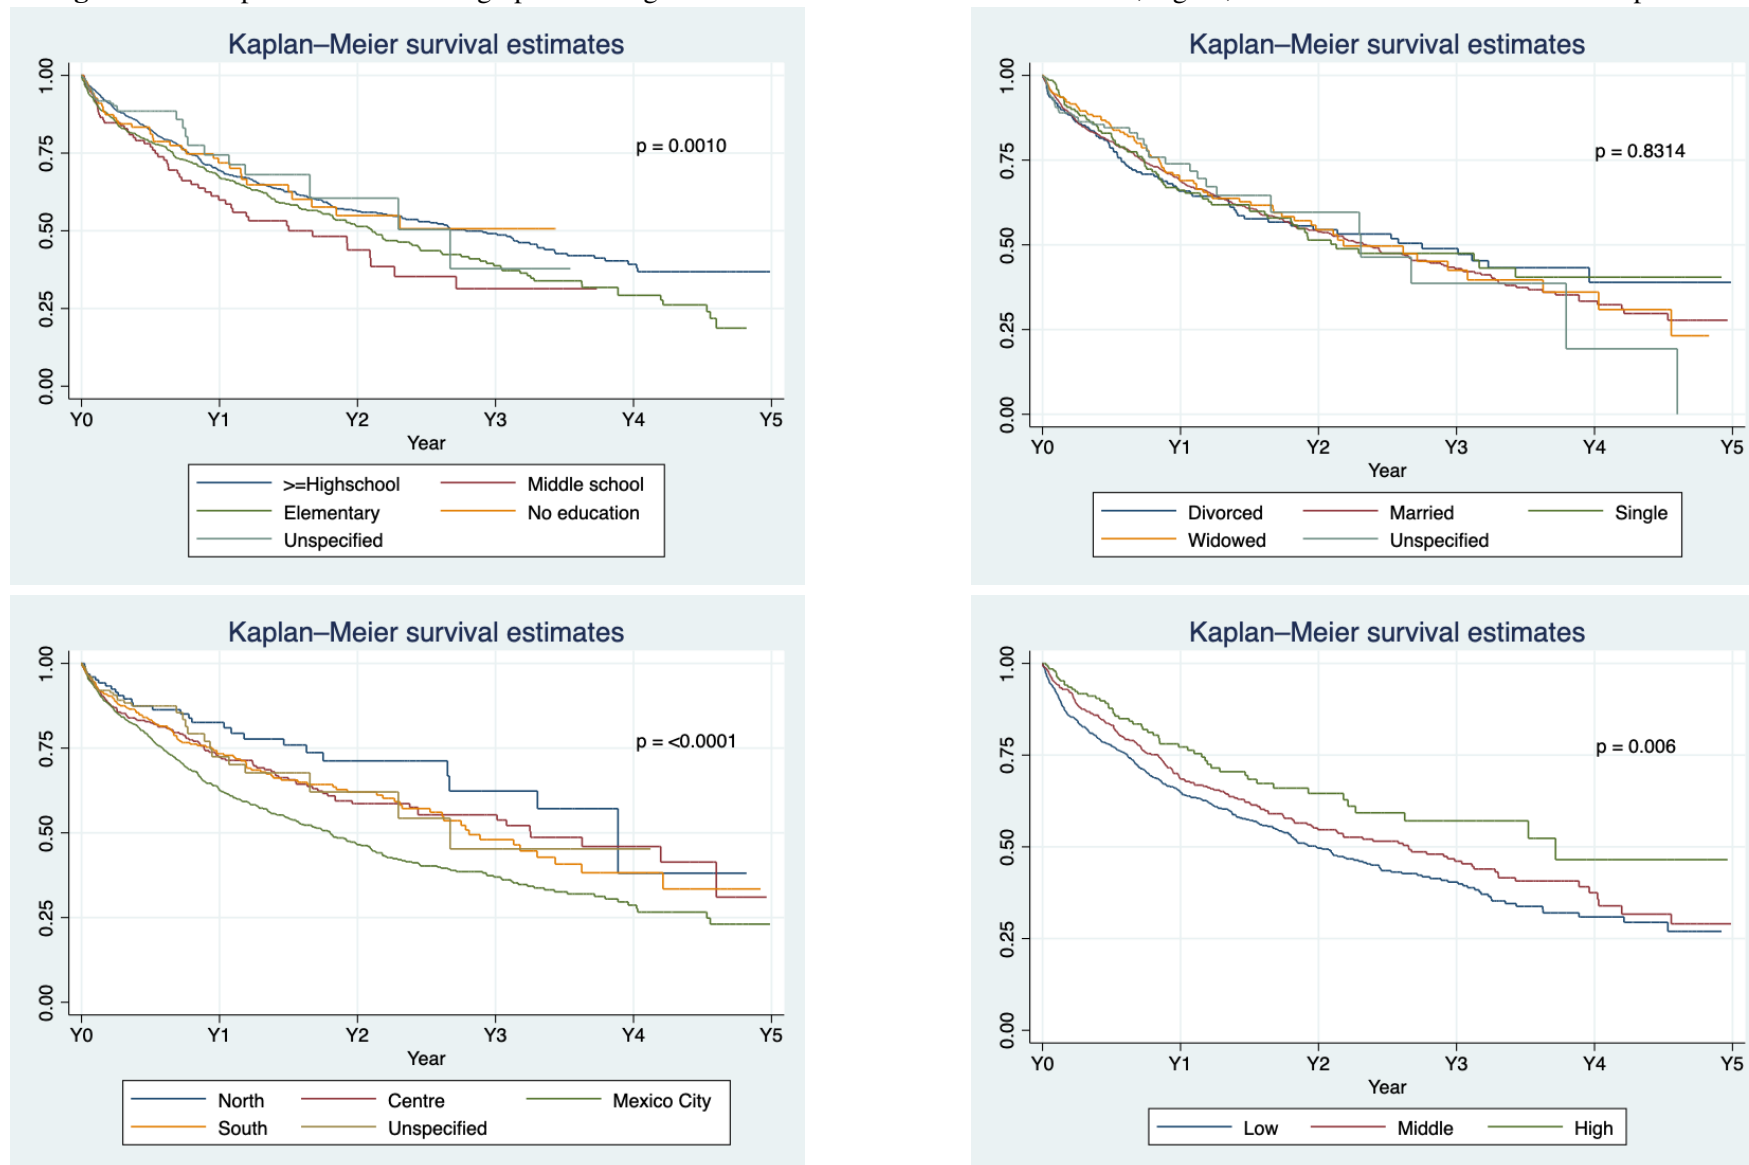 Kaplan–Meier survival estimates
1.00
0.75
0.50
0.25
0.00
p = 0.0010
Y0 Y1 Y2 Y3 Y4 Y5
Year
>=Highschool Middle school
Elementary No education
Unspecified
Kaplan–Meier survival estimates
1.00
0.75
0.50
0.25
0.00
p = 0.8314
Y0 Y1 Y2 Y3 Y4 Y5
Year
Divorced Married Single
Widowed Unspecified
Kaplan–Meier survival estimates
1.00
0.75
0.50
0.25
0.00
p = <0.0001
Y0 Y1 Y2 Y3 Y4 Y5
Year
North Centre Mexico City
South Unspecified
Kaplan–Meier survival estimates
1.00
0.75
0.50
0.25
0.00
p = 0.006
Y0 Y1 Y2 Y3 Y4 Y5
Year
Low Middle High